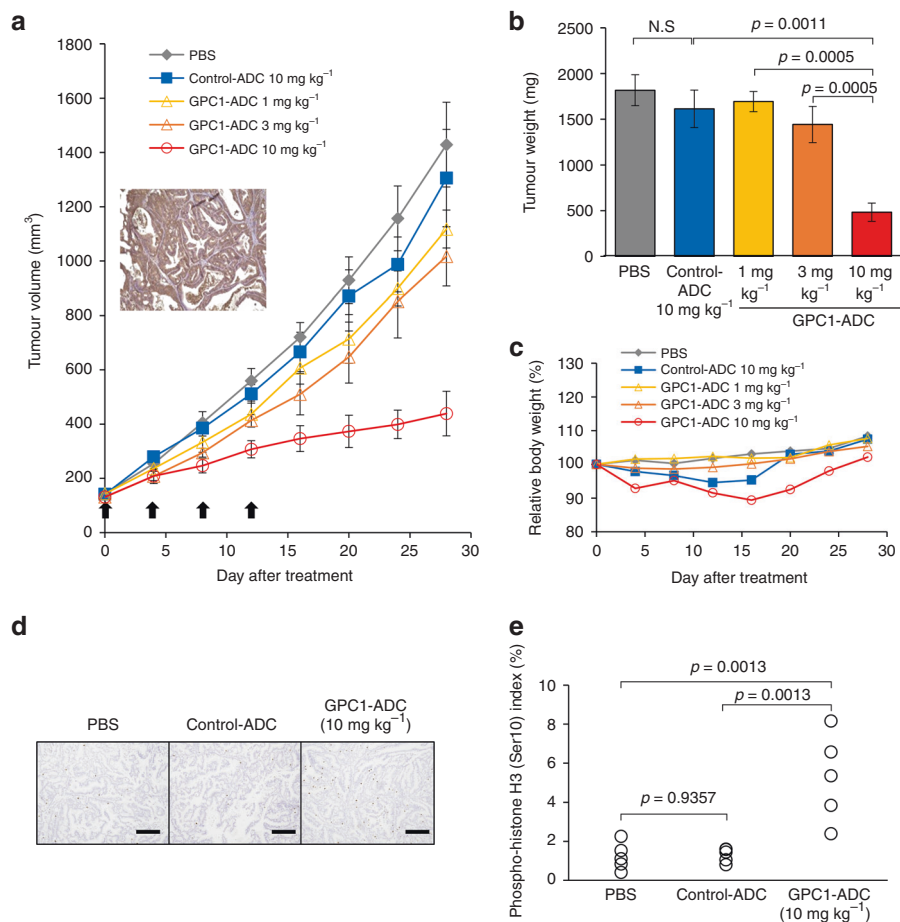 a
1800
1600
1400
1200
1000
800
600
400
200
0
Tumour volume (mm³)
PBS
Control-ADC 10 mg kg⁻¹
GPC1-ADC 1 mg kg⁻¹
GPC1-ADC 3 mg kg⁻¹
GPC1-ADC 10 mg kg⁻¹
0 5 10 15 20 25 30
Day after treatment
b
N.S
p = 0.0011
p = 0.0005
p = 0.0005
2500
2000
1500
1000
500
0
Tumour weight (mg)
PBS
Control-
ADC
10 mg kg⁻¹
1 mg
kg⁻¹
3 mg
kg⁻¹
10 mg
kg⁻¹
GPC1-ADC
c
PBS
Control-ADC 10 mg kg⁻¹
GPC1-ADC 1 mg kg⁻¹
GPC1-ADC 3 mg kg⁻¹
GPC1-ADC 10 mg kg⁻¹
130
120
110
100
90
80
Relative body weight (%)
0 5 10 15 20 25 30
Day after treatment
d
PBS
Control-ADC
GPC1-ADC
(10 mg kg⁻¹)
e
p = 0.0013
p = 0.0013
p = 0.9357
10
8
6
4
2
0
Phospho-histone H3 (Ser10) index (%)
PBS
Control-ADC
GPC1-ADC
(10 mg kg⁻¹)